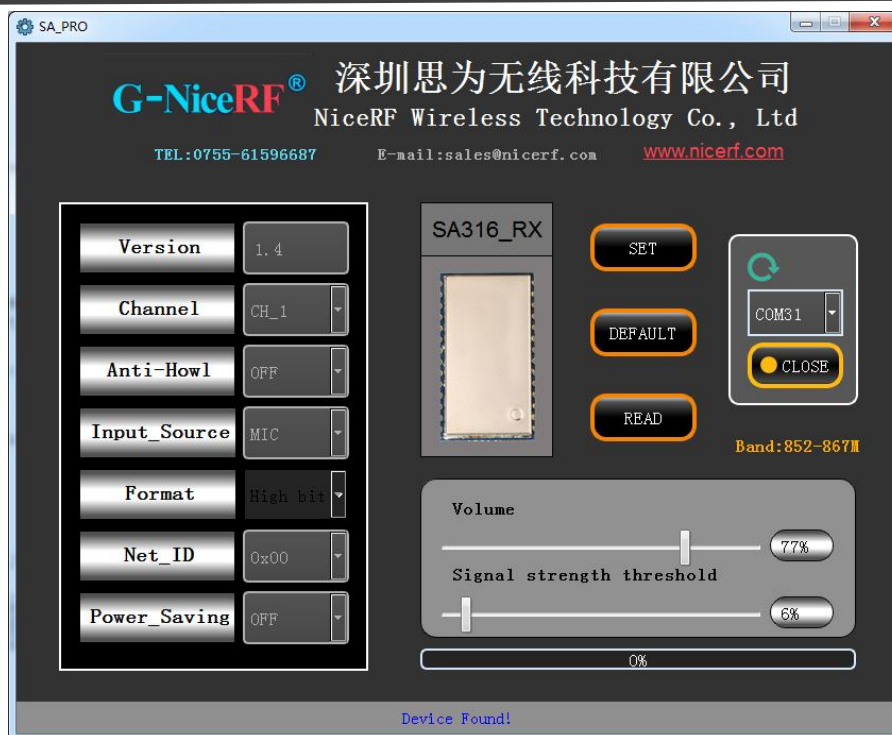 SA_PRO
G-NiceRF®
深圳思为无线科技有限公司
NiceRF Wireless Technology Co., Ltd
TEL:0755-61596687
E-mail:sales@nicerf.com
www.nicerf.com
Version
1.4
Channel
CH_1
Anti-Howl
OFF
Input_Source
MIC
Format
High bit
Net_ID
0x00
Power_Saving
OFF
SA316_RX
SET
DEFAULT
READ
COM31
CLOSE
Band:852-867M
Volume
77%
Signal strength threshold
6%
0%
Device Found!